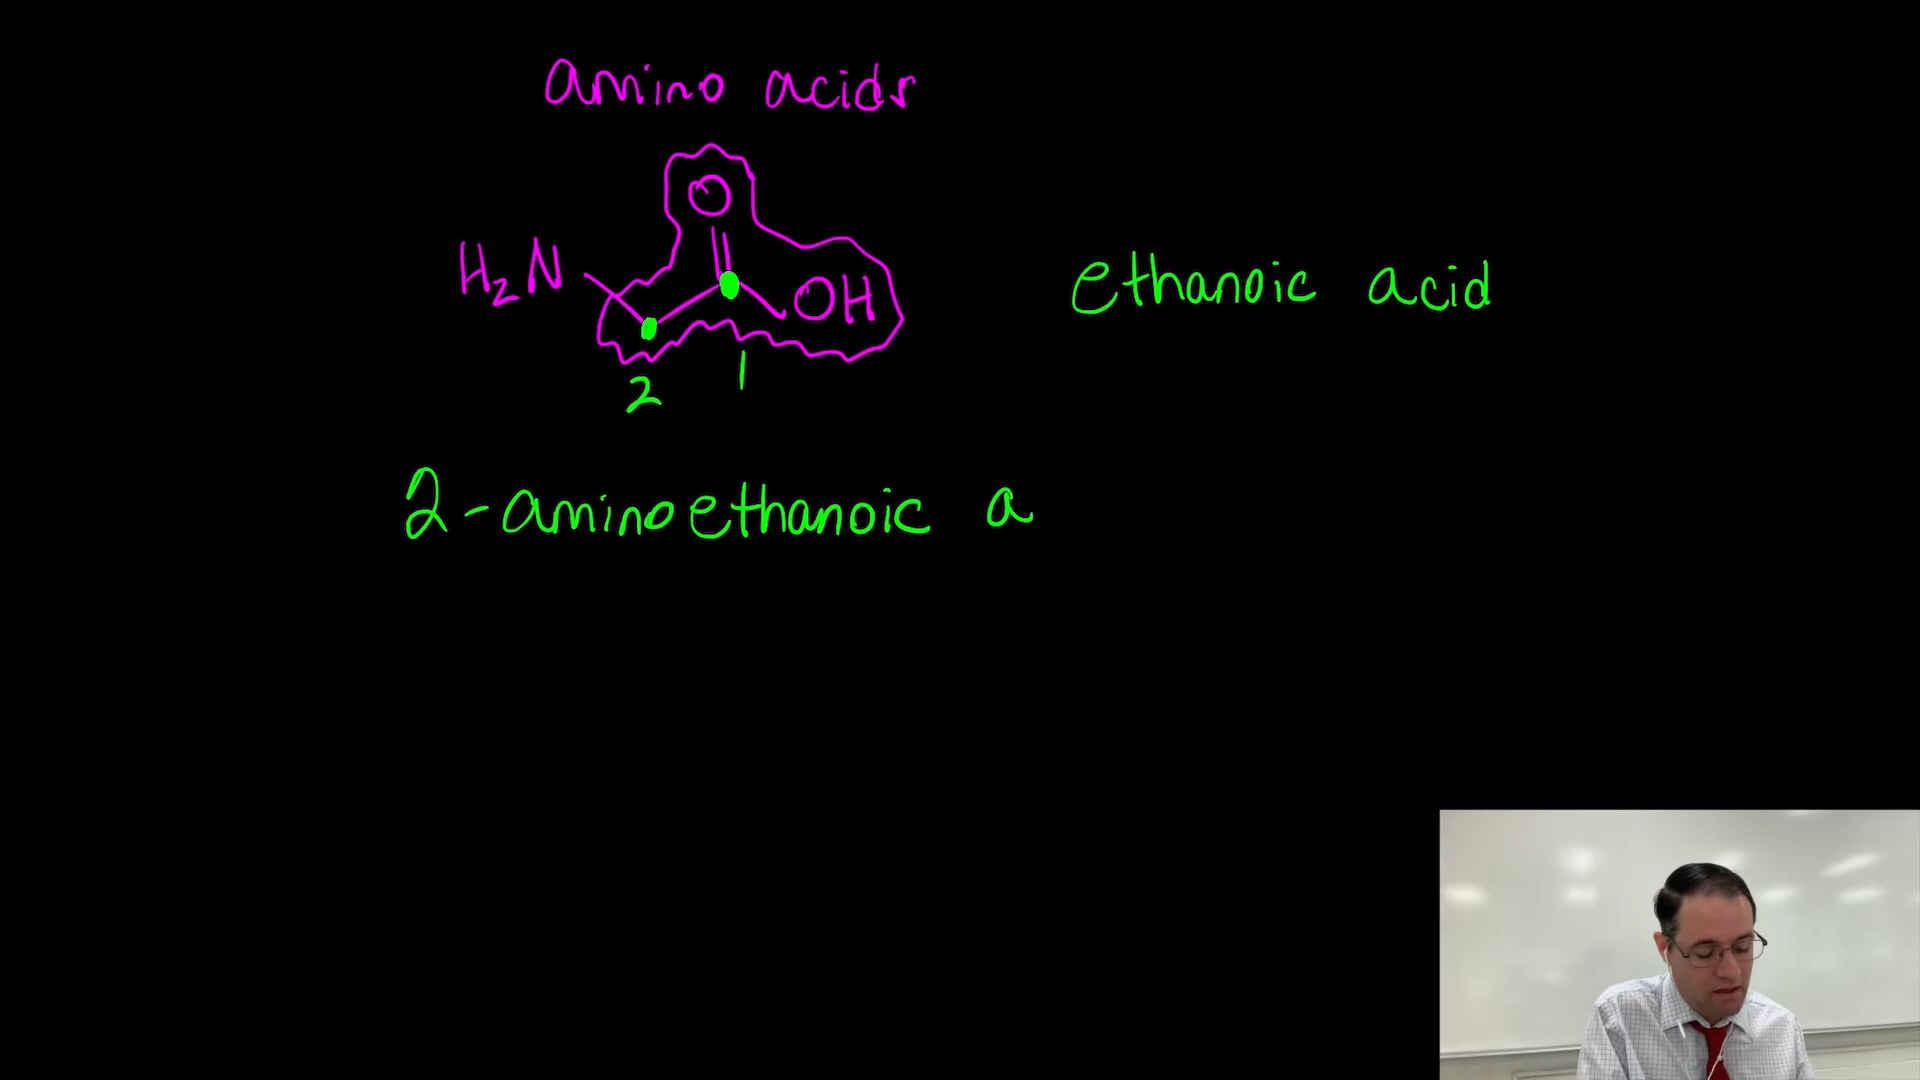 amino acids
O
H₂N
OH
ethanoic acid
2 1
2-aminoethanoic a